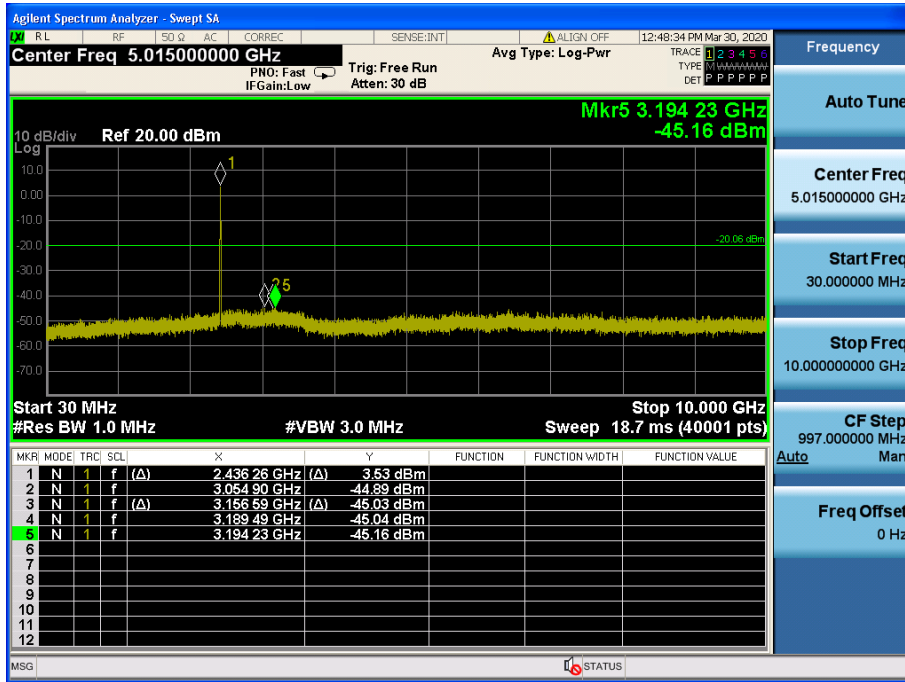 Agilent Spectrum Analyzer - Swept SA
LXI RL RF 50 Ω AC CORREC SENSE:INT ALIGN OFF 12:48:34 PM Mar 30, 2020
Center Freq 5.015000000 GHz
PNO: Fast
IFGain:Low
Trig: Free Run
Atten: 30 dB
Avg Type: Log-Pwr
TRACE 1 2 3 4 5 6
TYPE M WWWWW
DET P P P P P P
Mkr5 3.194 23 GHz
-45.16 dBm
10 dB/div Ref 20.00 dBm
Log
10.0
0.00
-10.0
-20.0
-30.0
-40.0
-50.0
-60.0
-70.0
1
2 5
-20.06 dBm
Start 30 MHz Stop 10.000 GHz
#Res BW 1.0 MHz #VBW 3.0 MHz Sweep 18.7 ms (40001 pts)
MKR MODE TRC SCL X Y FUNCTION FUNCTION WIDTH FUNCTION VALUE
1 N 1 f (Δ) 2.436 26 GHz (Δ) 3.53 dBm
2 N 1 f 3.054 90 GHz -44.89 dBm
3 N 1 f (Δ) 3.156 59 GHz (Δ) -45.03 dBm
4 N 1 f 3.189 49 GHz -45.04 dBm
5 N 1 f 3.194 23 GHz -45.16 dBm
6
7
8
9
10
11
12
MSG STATUS
Frequency
Auto Tune
Center Freq
5.015000000 GHz
Start Freq
30.000000 MHz
Stop Freq
10.000000000 GHz
CF Step
997.000000 MHz
Auto Man
Freq Offset
0 Hz